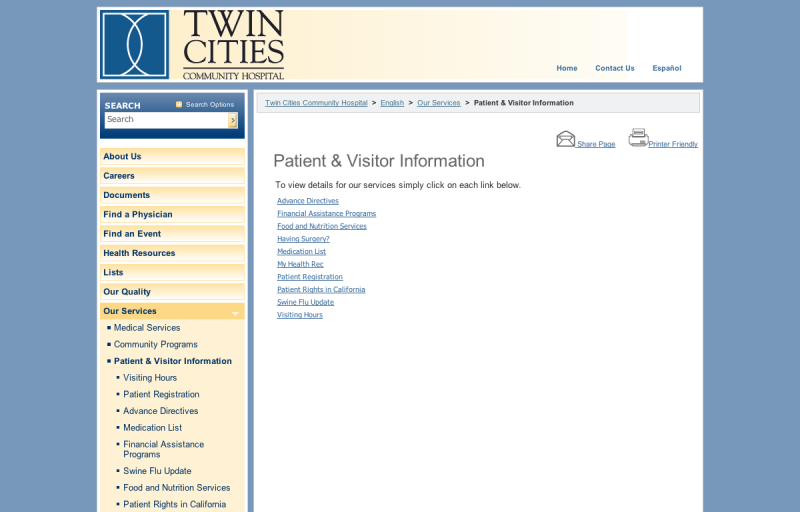 TWIN
CITIES
COMMUNITY HOSPITAL
Home Contact Us Español
SEARCH Search Options
Search
Twin Cities Community Hospital > English > Our Services > Patient & Visitor Information
Share Page Printer Friendly
Patient & Visitor Information
To view details for our services simply click on each link below.
Advance Directives
Financial Assistance Programs
Food and Nutrition Services
Having Surgery?
Medication List
My Health Rec
Patient Registration
Patient Rights in California
Swine Flu Update
Visiting Hours
About Us
Careers
Documents
Find a Physician
Find an Event
Health Resources
Lists
Our Quality
Our Services
Medical Services
Community Programs
Patient & Visitor Information
Visiting Hours
Patient Registration
Advance Directives
Medication List
Financial Assistance
Programs
Swine Flu Update
Food and Nutrition Services
Patient Rights in California